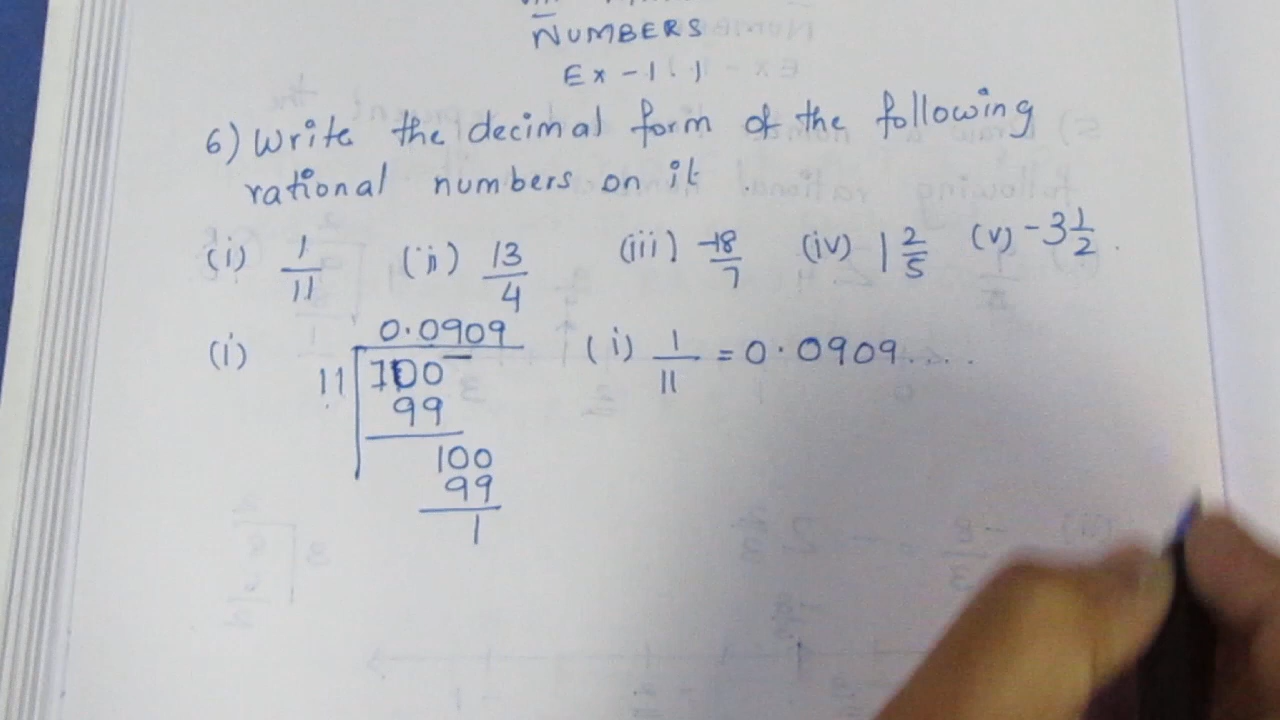 NUMBERS
Ex - 1.1
6) Write the decimal form of the following
rational numbers on it.
(i) 1/11 (ii) 13/4 (iii) -18/7 (iv) 1 2/5 (v) -3 1/2.
(i) 0.0909
11 100
99
100
99
1
(i) 1/11 = 0.0909.....